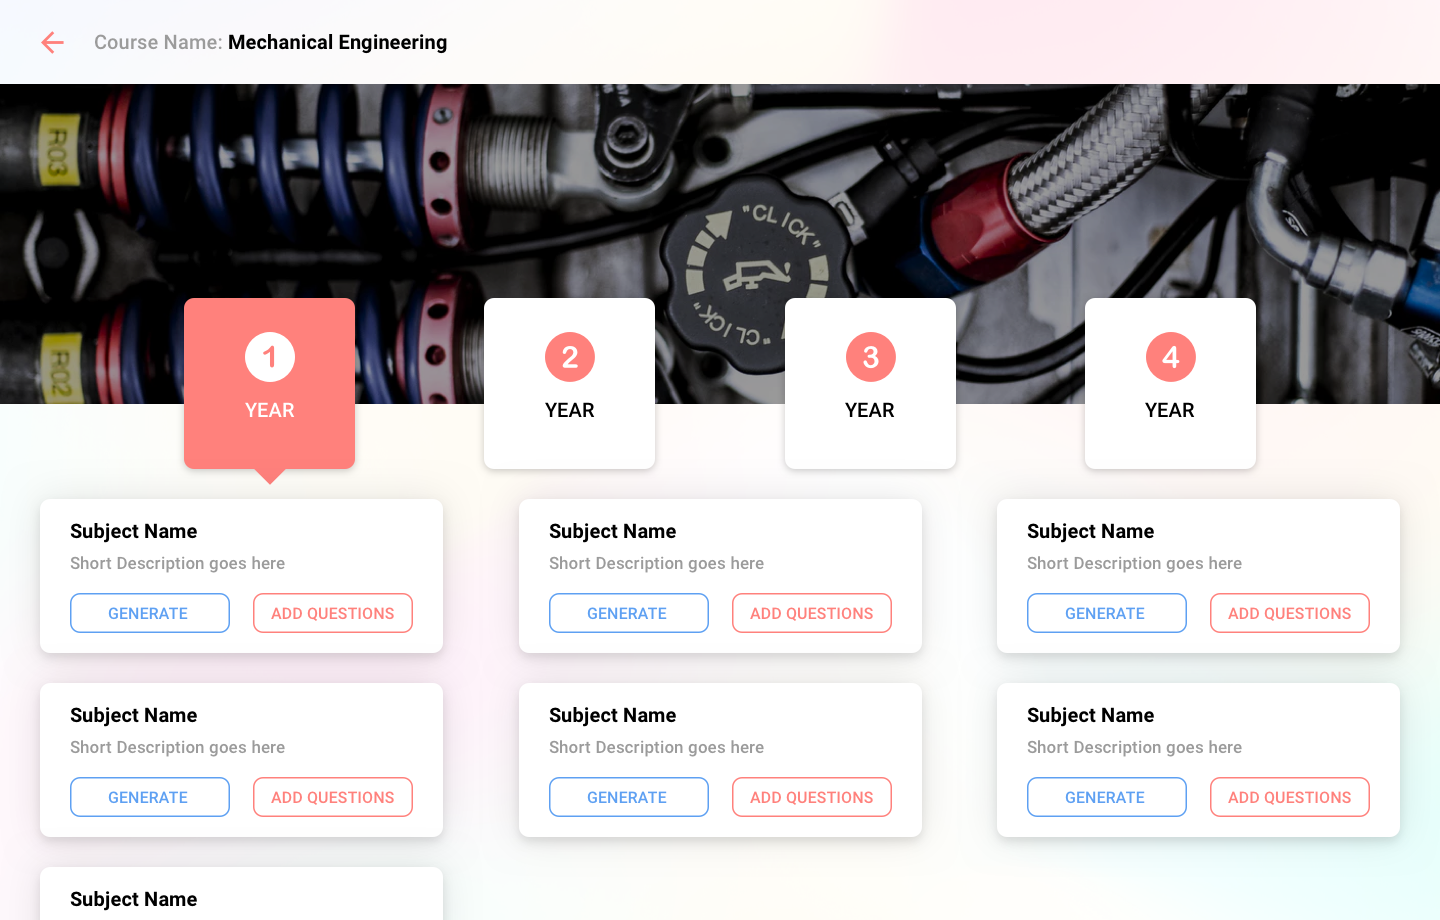 Course Name: Mechanical Engineering
R03
"CLICK"
"CLICK"
R02
1
YEAR
2
YEAR
3
YEAR
4
YEAR
Subject Name
Short Description goes here
GENERATE ADD QUESTIONS
Subject Name
Short Description goes here
GENERATE ADD QUESTIONS
Subject Name
Short Description goes here
GENERATE ADD QUESTIONS
Subject Name
Short Description goes here
GENERATE ADD QUESTIONS
Subject Name
Short Description goes here
GENERATE ADD QUESTIONS
Subject Name
Short Description goes here
GENERATE ADD QUESTIONS
Subject Name